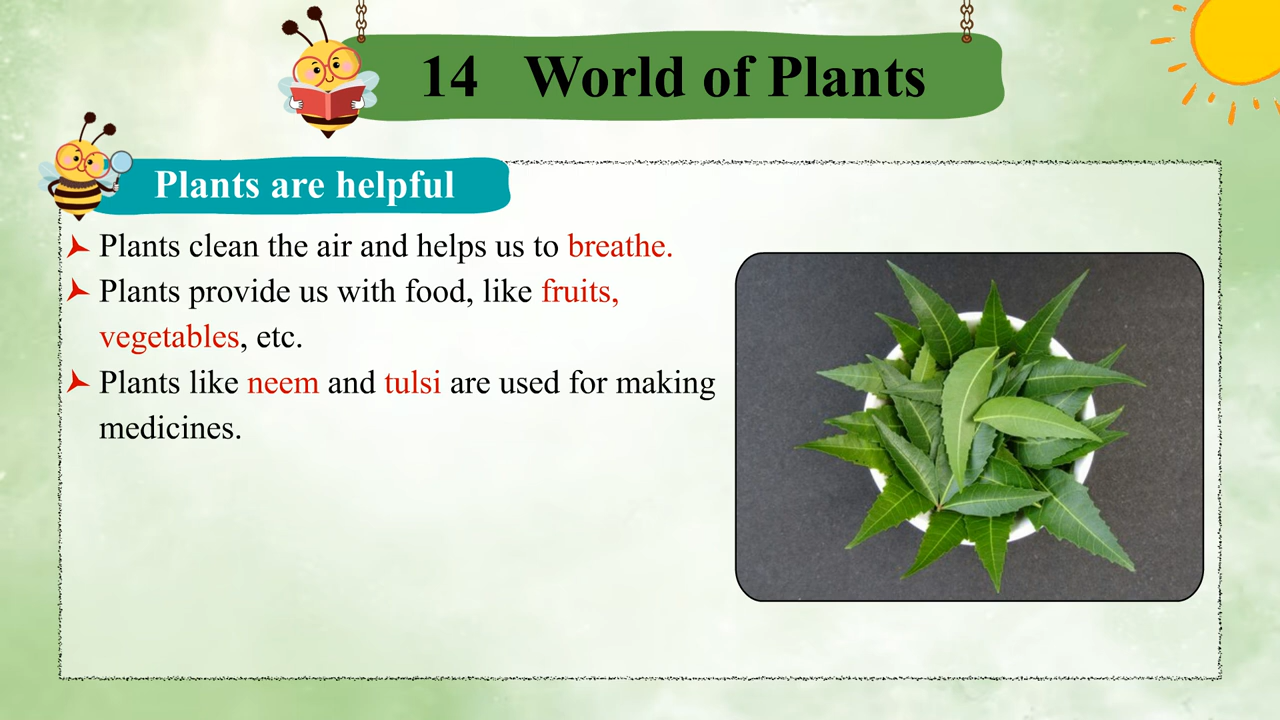 14 World of Plants
Plants are helpful
Plants clean the air and helps us to breathe.
Plants provide us with food, like fruits,
vegetables, etc.
Plants like neem and tulsi are used for making
medicines.